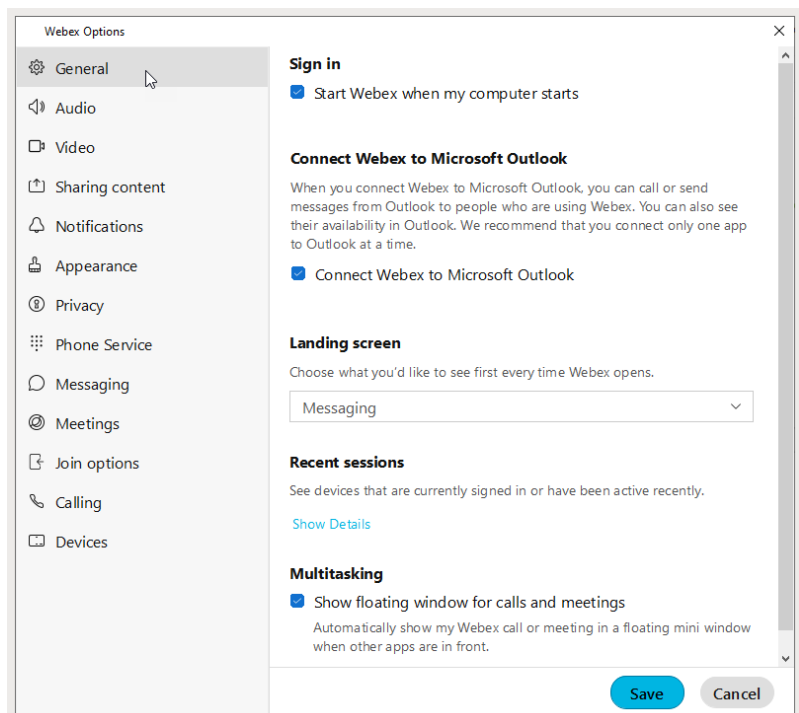 Webex Options
General
Audio
Video
Sharing content
Notifications
Appearance
Privacy
Phone Service
Messaging
Meetings
Join options
Calling
Devices
Sign in
Start Webex when my computer starts
Connect Webex to Microsoft Outlook
When you connect Webex to Microsoft Outlook, you can call or send
messages from Outlook to people who are using Webex. You can also see
their availability in Outlook. We recommend that you connect only one app
to Outlook at a time.
Connect Webex to Microsoft Outlook
Landing screen
Choose what you'd like to see first every time Webex opens.
Messaging
Recent sessions
See devices that are currently signed in or have been active recently.
Show Details
Multitasking
Show floating window for calls and meetings
Automatically show my Webex call or meeting in a floating mini window
when other apps are in front.
Save
Cancel